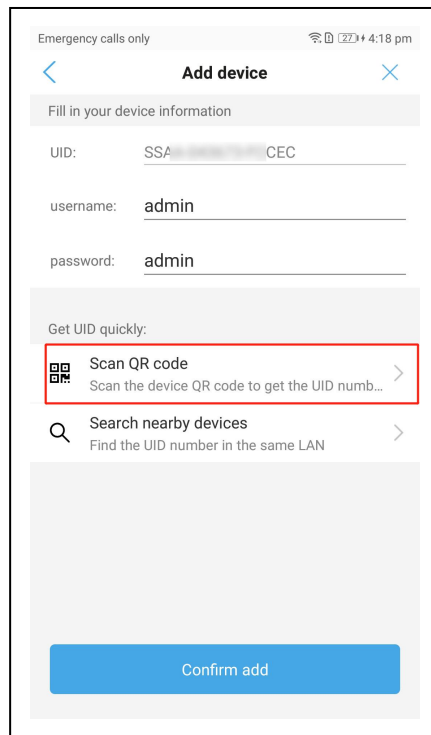 Emergency calls only 27 4:18 pm
Add device
Fill in your device information
UID: SSA CEC
username: admin
password: admin
Get UID quickly:
Scan QR code
Scan the device QR code to get the UID numb...
Search nearby devices
Find the UID number in the same LAN
Confirm add